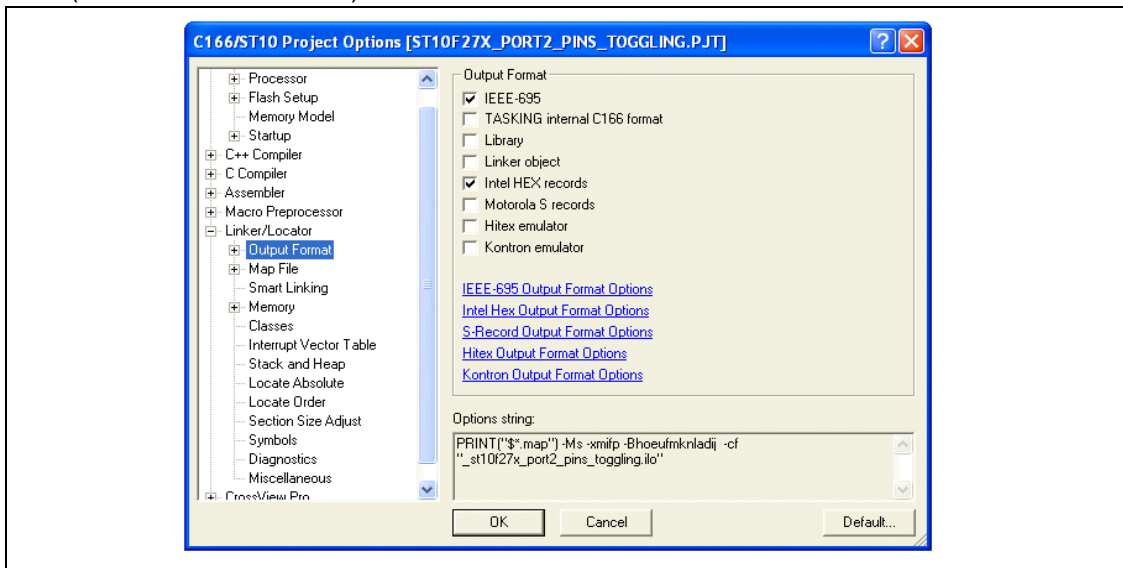 C166/ST10 Project Options [ST10F27X_PORT2_PINS_TOGGLING.PJT]
Processor
Flash Setup
Memory Model
Startup
C++ Compiler
C Compiler
Assembler
Macro Preprocessor
Linker/Locator
Output Format
Map File
Smart Linking
Memory
Classes
Interrupt Vector Table
Stack and Heap
Locate Absolute
Locate Order
Section Size Adjust
Symbols
Diagnostics
Miscellaneous
CrossView Pro
Output Format
IEEE-695
TASKING internal C166 format
Library
Linker object
Intel HEX records
Motorola S records
Hitex emulator
Kontron emulator
IEEE-695 Output Format Options
Intel Hex Output Format Options
S-Record Output Format Options
Hitex Output Format Options
Kontron Output Format Options
Options string:
PRINT("$*.map") -Ms -xmifp -Bhoeufmknladij -cf
"_st10f27x_port2_pins_toggling.ilo"
OK
Cancel
Default...